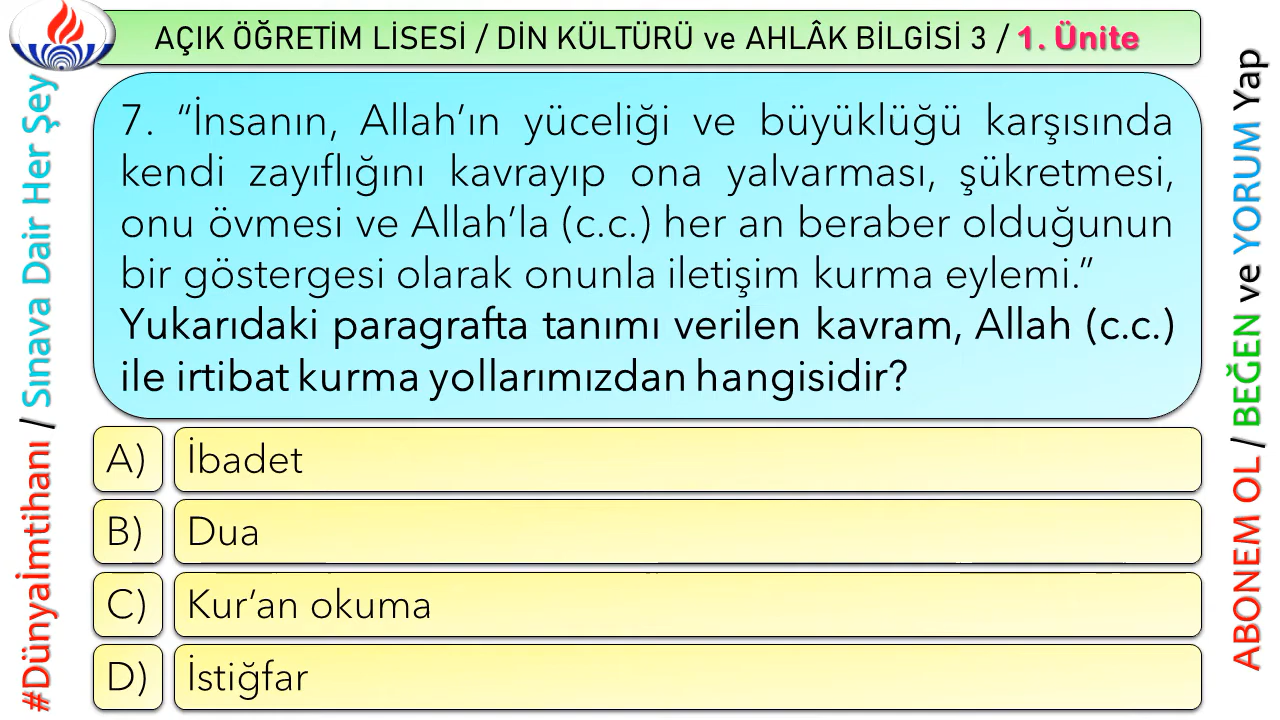 AÇIK ÖĞRETİM LİSESİ / DİN KÜLTÜRÜ ve AHLÂK BİLGİSİ 3 / 1. Ünite
7. “İnsanın, Allah’ın yüceliği ve büyüklüğü karşısında
kendi zayıflığını kavrayıp ona yalvarması, şükretmesi,
onu övmesi ve Allah’la (c.c.) her an beraber olduğunun
bir göstergesi olarak onunla iletişim kurma eylemi.”
Yukarıdaki paragrafta tanımı verilen kavram, Allah (c.c.)
ile irtibat kurma yollarımızdan hangisidir?
A) İbadet
B) Dua
C) Kur’an okuma
D) İstiğfar
#Dünyaİmtihanı / Sınava Dair Her Şey
ABONEM OL / BEĞEN ve YORUM Yap